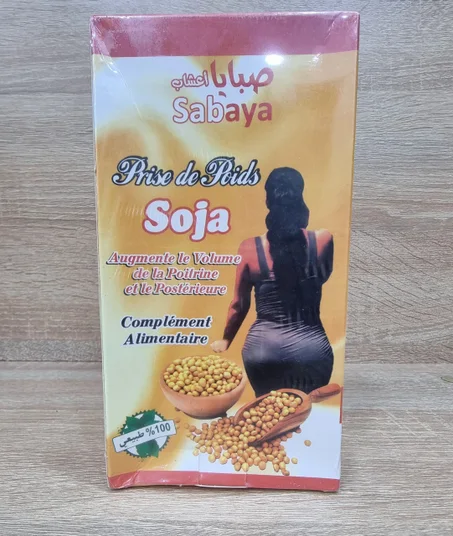 صبايا أعشاب
Sabaya
Prise de Poids
Soja
Augmente le Volume
de la Poitrine
et le Postérieure
Complément
Alimentaire
100% طبيعي